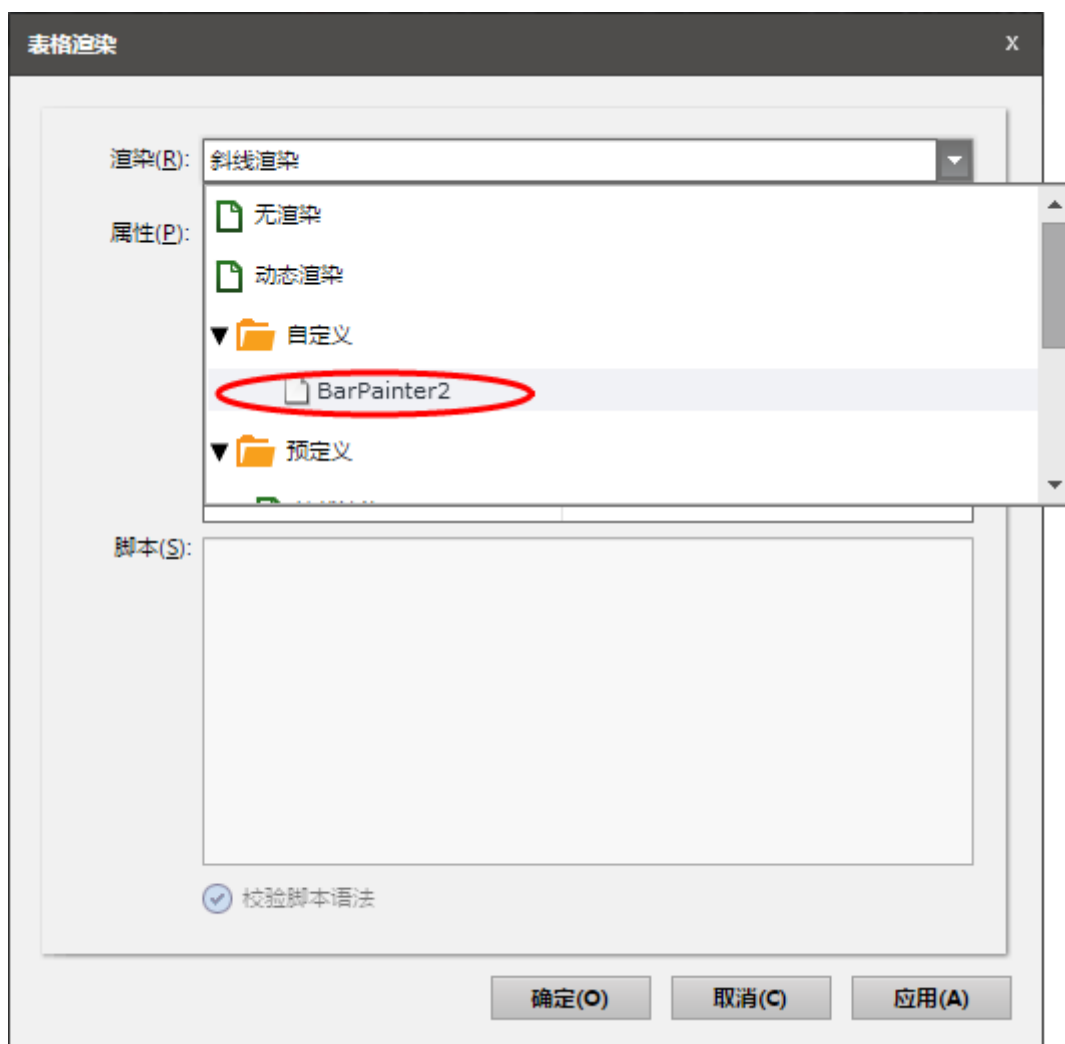 表格渲染 x
渲染(R): 斜线渲染
无渲染
属性(P):
动态渲染
自定义
BarPainter2
预定义
脚本(S):
校验脚本语法
确定(O) 取消(C) 应用(A)